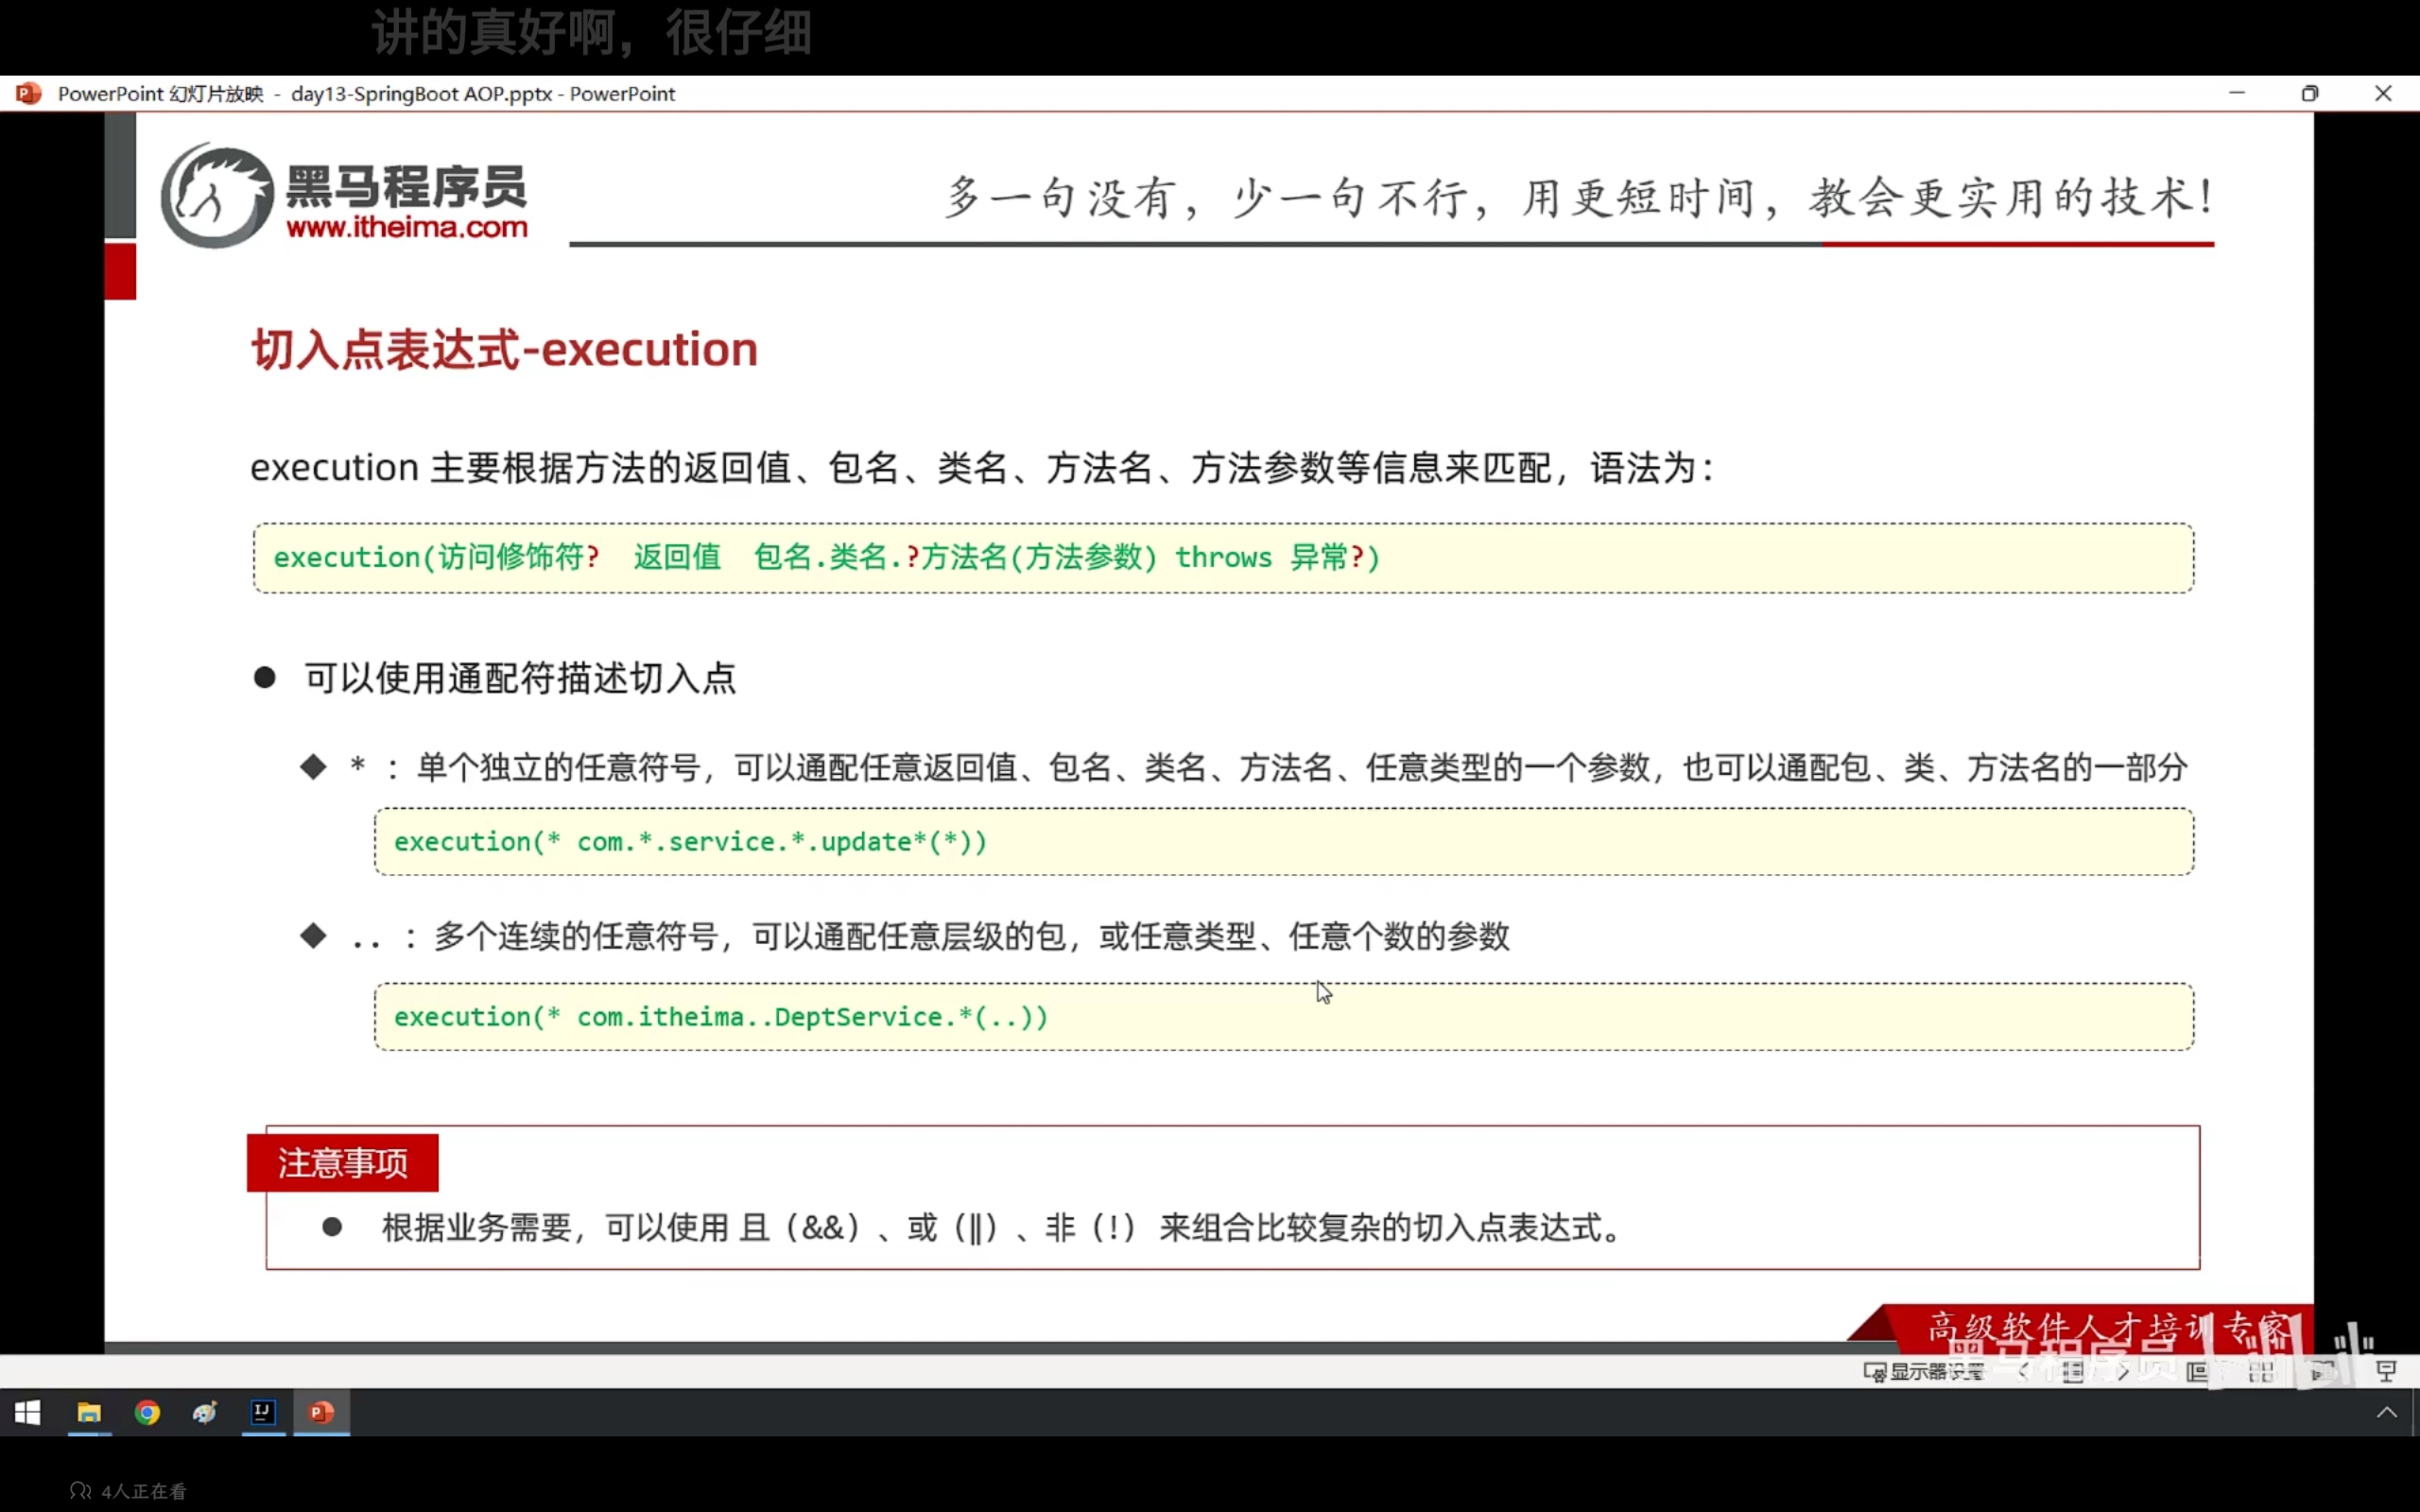 讲的真好啊，很仔细
PowerPoint 幻灯片放映 - day13-SpringBoot AOP.pptx - PowerPoint
黑马程序员
www.itheima.com
多一句没有，少一句不行，用更短时间，教会更实用的技术！
切入点表达式-execution
execution 主要根据方法的返回值、包名、类名、方法名、方法参数等信息来匹配，语法为：
execution(访问修饰符? 返回值 包名.类名.?方法名(方法参数) throws 异常?)
● 可以使用通配符描述切入点
◆ * ：单个独立的任意符号，可以通配任意返回值、包名、类名、方法名、任意类型的一个参数，也可以通配包、类、方法名的一部分
execution(* com.*.service.*.update*(*))
◆ .. ：多个连续的任意符号，可以通配任意层级的包，或任意类型、任意个数的参数
execution(* com.itheima..DeptService.*(..))
注意事项
● 根据业务需要，可以使用 且（&&）、或（||）、非（!） 来组合比较复杂的切入点表达式。
高级软件人才培训专家
黑马程序员
显示器设置
4人正在看